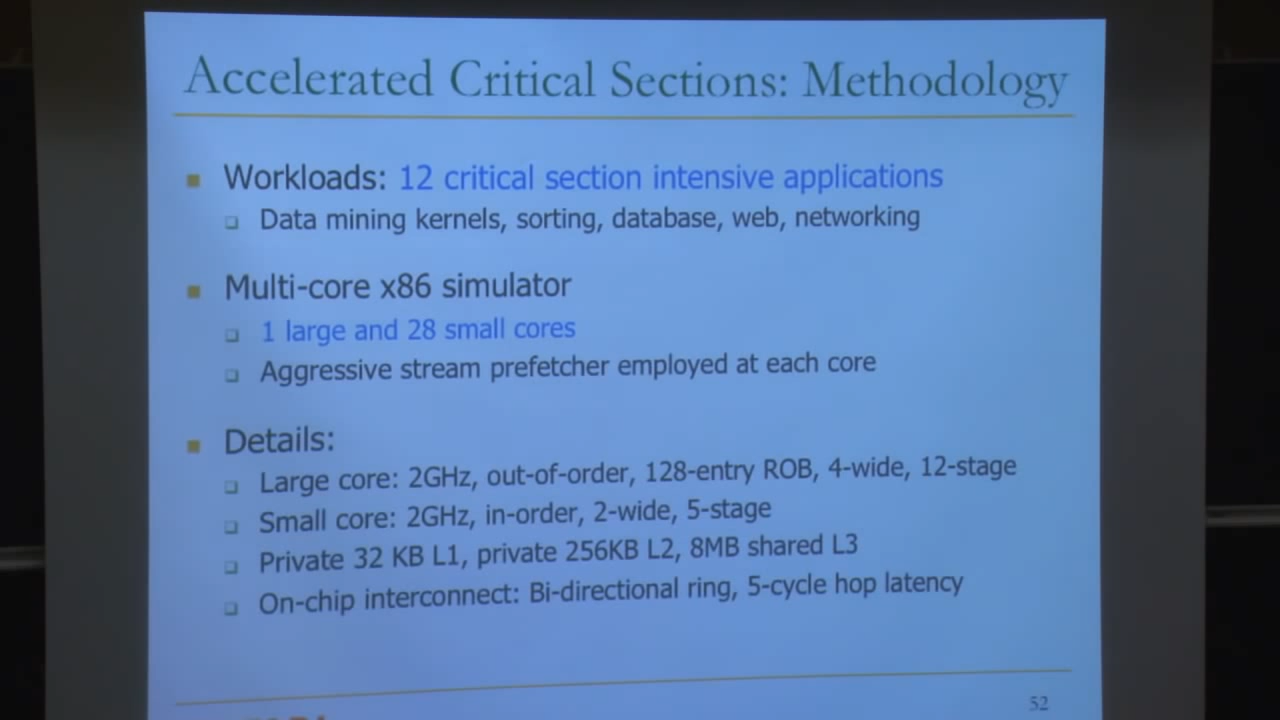 Accelerated Critical Sections: Methodology
Workloads: 12 critical section intensive applications
Data mining kernels, sorting, database, web, networking
Multi-core x86 simulator
1 large and 28 small cores
Aggressive stream prefetcher employed at each core
Details:
Large core: 2GHz, out-of-order, 128-entry ROB, 4-wide, 12-stage
Small core: 2GHz, in-order, 2-wide, 5-stage
Private 32 KB L1, private 256KB L2, 8MB shared L3
On-chip interconnect: Bi-directional ring, 5-cycle hop latency
52